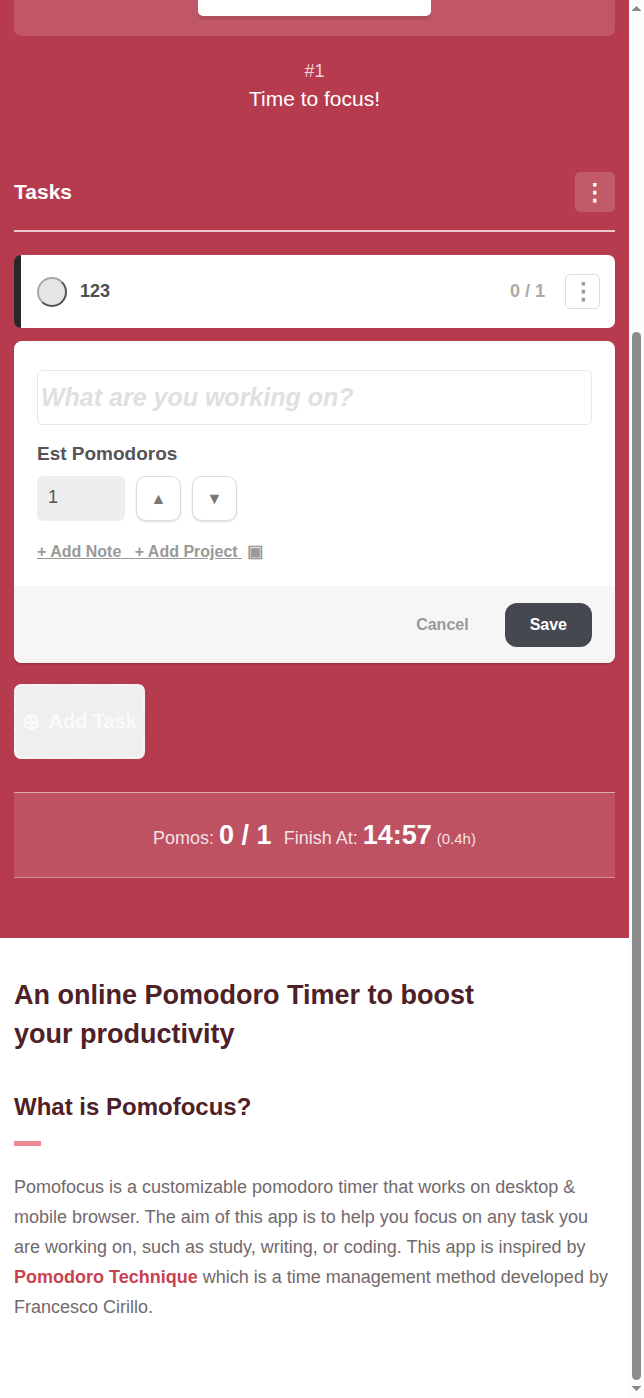 #1
Time to focus!
Tasks
123
0 / 1
What are you working on?
Est Pomodoros
1
▲ ▼
+ Add Note + Add Project
Cancel
Save
⊕ Add Task
Pomos: 0 / 1 Finish At: 14:57 (0.4h)
An online Pomodoro Timer to boost
your productivity
What is Pomofocus?
Pomofocus is a customizable pomodoro timer that works on desktop &
mobile browser. The aim of this app is to help you focus on any task you
are working on, such as study, writing, or coding. This app is inspired by
Pomodoro Technique which is a time management method developed by
Francesco Cirillo.